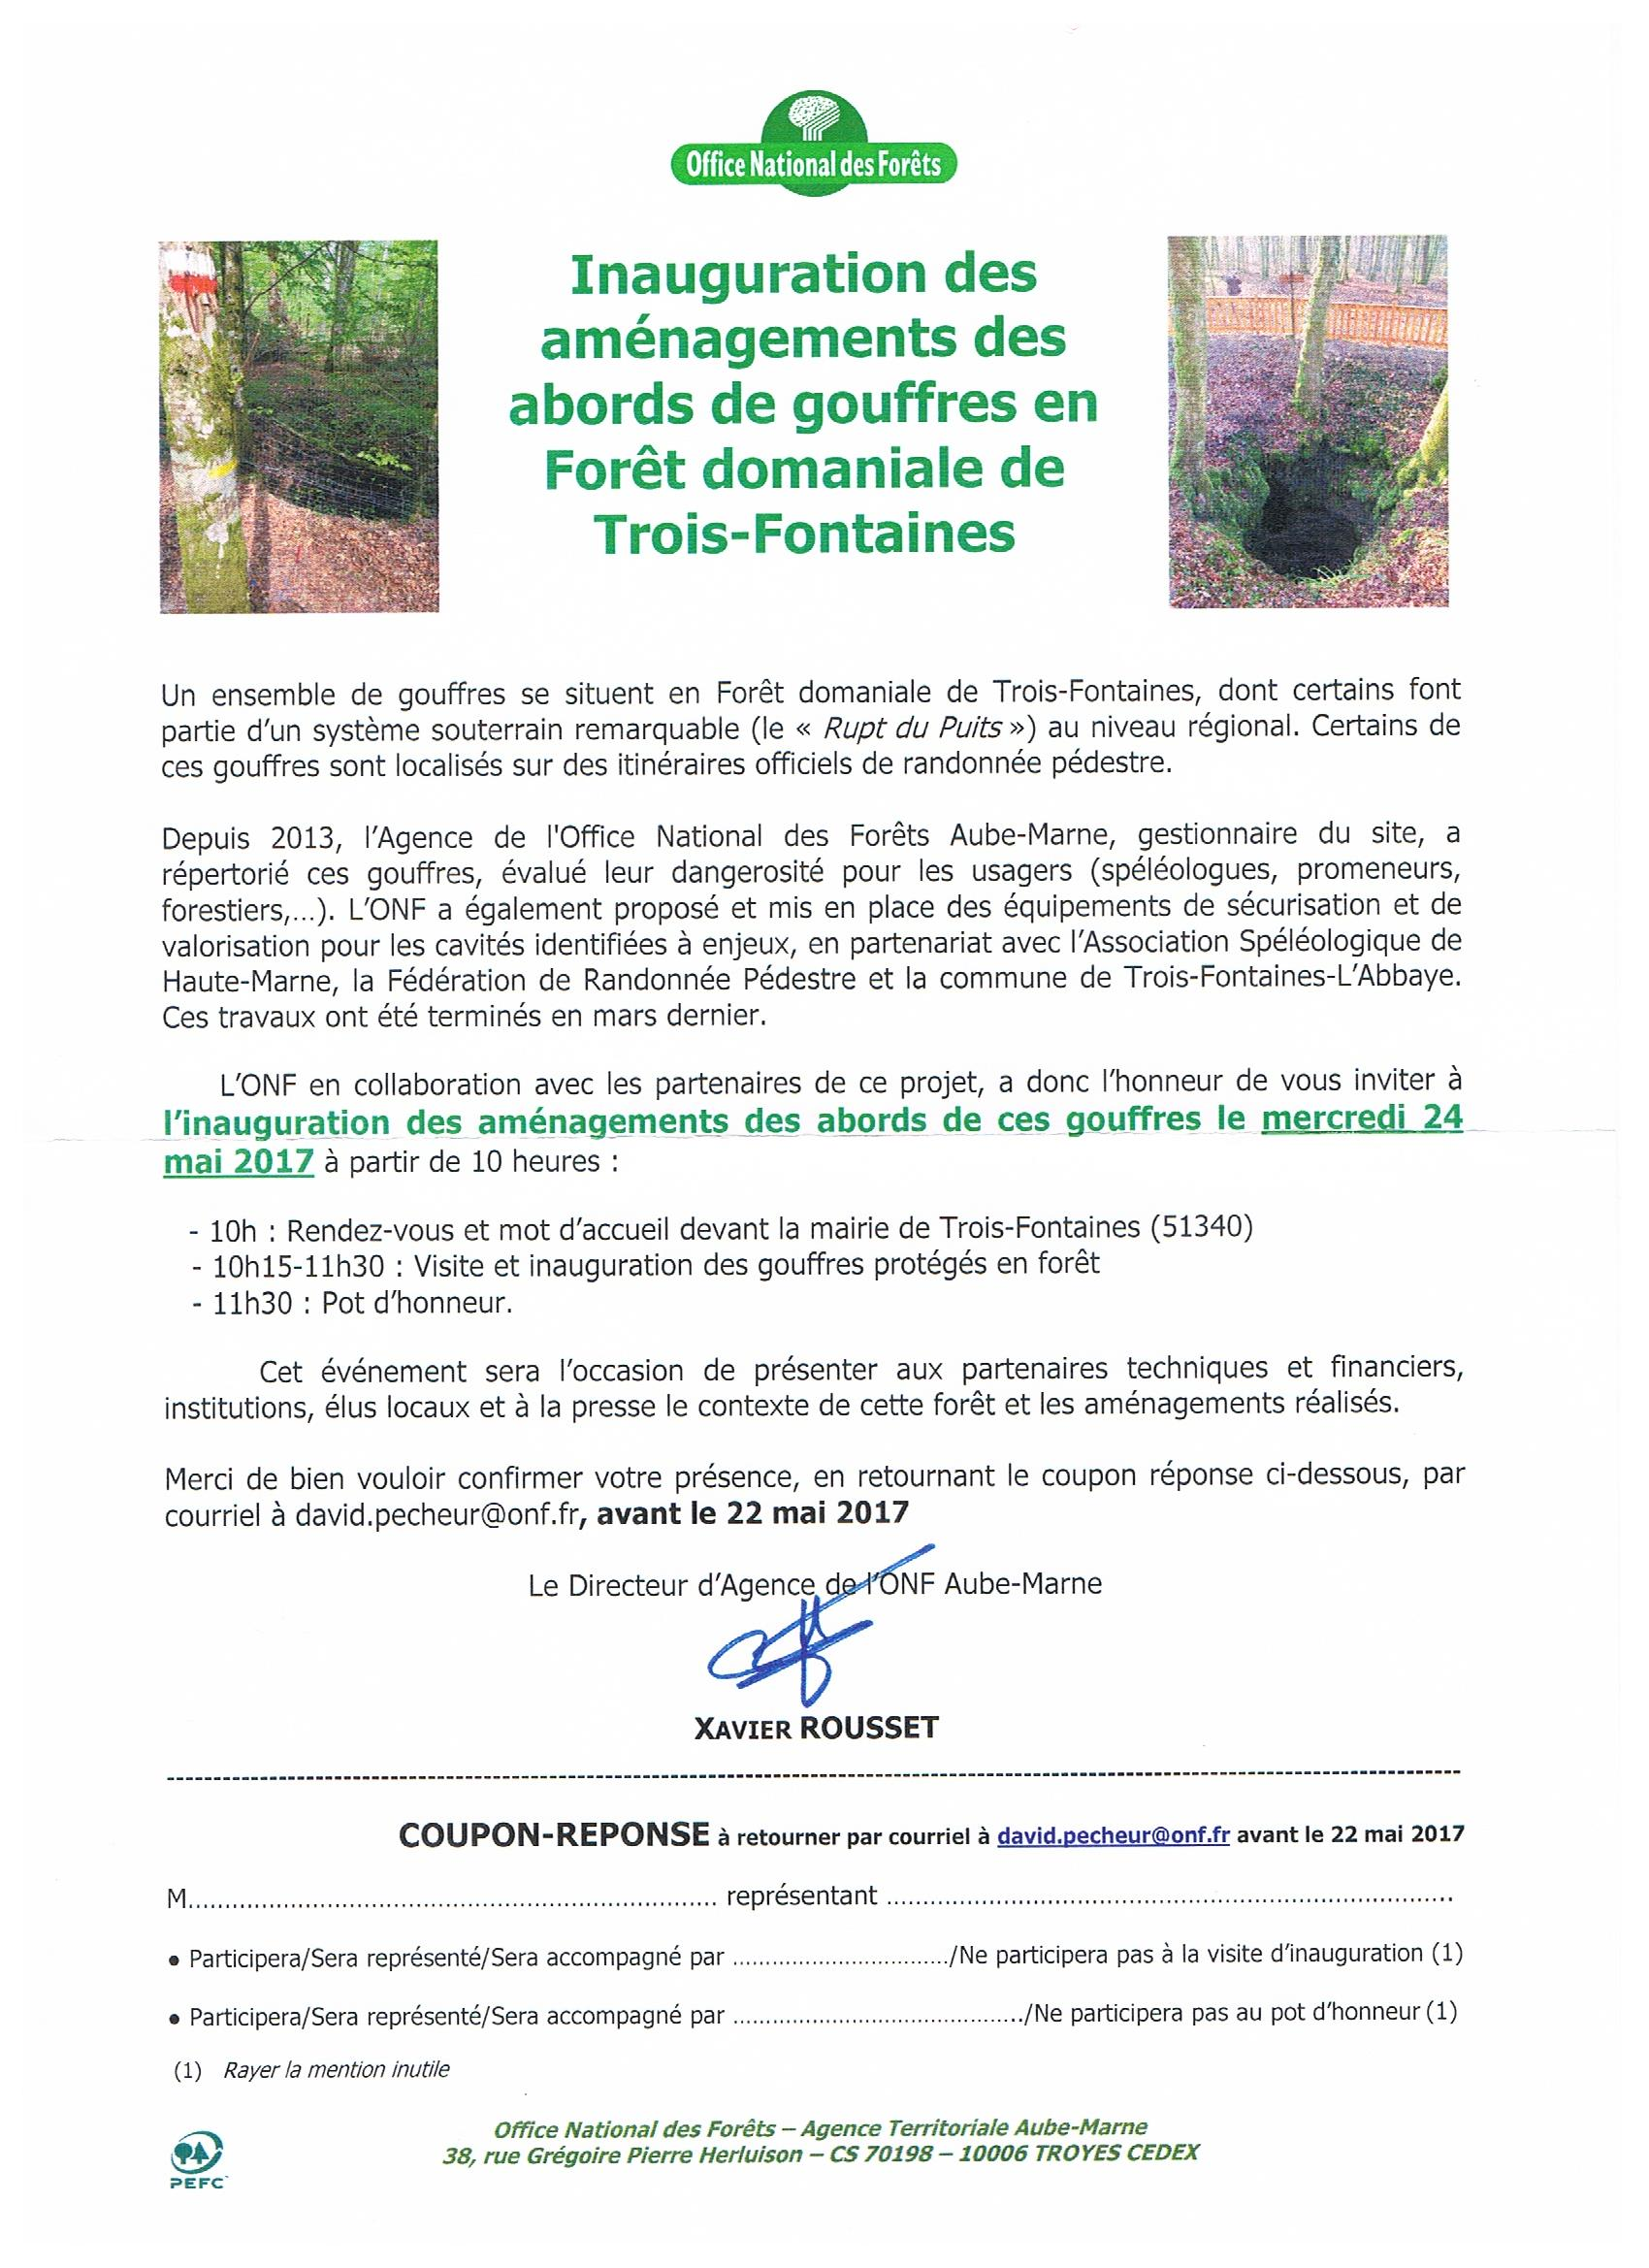 Office National des Forêts
Inauguration des
aménagements des
abords de gouffres en
Forêt domaniale de
Trois-Fontaines
Un ensemble de gouffres se situent en Forêt domaniale de Trois-Fontaines, dont certains font
partie d'un système souterrain remarquable (le « Rupt du Puits ») au niveau régional. Certains de
ces gouffres sont localisés sur des itinéraires officiels de randonnée pédestre.
Depuis 2013, l'Agence de l'Office National des Forêts Aube-Marne, gestionnaire du site, a
répertorié ces gouffres, évalué leur dangerosité pour les usagers (spéléologues, promeneurs,
forestiers,...). L'ONF a également proposé et mis en place des équipements de sécurisation et de
valorisation pour les cavités identifiées à enjeux, en partenariat avec l'Association Spéléologique de
Haute-Marne, la Fédération de Randonnée Pédestre et la commune de Trois-Fontaines-L'Abbaye.
Ces travaux ont été terminés en mars dernier.
L'ONF en collaboration avec les partenaires de ce projet, a donc l'honneur de vous inviter à
l'inauguration des aménagements des abords de ces gouffres le mercredi 24
mai 2017 à partir de 10 heures :
- 10h : Rendez-vous et mot d'accueil devant la mairie de Trois-Fontaines (51340)
- 10h15-11h30 : Visite et inauguration des gouffres protégés en forêt
- 11h30 : Pot d'honneur.
Cet événement sera l'occasion de présenter aux partenaires techniques et financiers,
institutions, élus locaux et à la presse le contexte de cette forêt et les aménagements réalisés.
Merci de bien vouloir confirmer votre présence, en retournant le coupon réponse ci-dessous, par
courriel à david.pecheur@onf.fr, avant le 22 mai 2017
Le Directeur d'Agence de l'ONF Aube-Marne
XAVIER ROUSSET
COUPON-REPONSE à retourner par courriel à david.pecheur@onf.fr avant le 22 mai 2017
M........................................................................ représentant .............................................................................
• Participera/Sera représenté/Sera accompagné par ................................./Ne participera pas à la visite d'inauguration (1)
• Participera/Sera représenté/Sera accompagné par ............................................./Ne participera pas au pot d'honneur (1)
(1) Rayer la mention inutile
Office National des Forêts – Agence Territoriale Aube-Marne
38, rue Grégoire Pierre Herluison – CS 70198 – 10006 TROYES CEDEX
PEFC